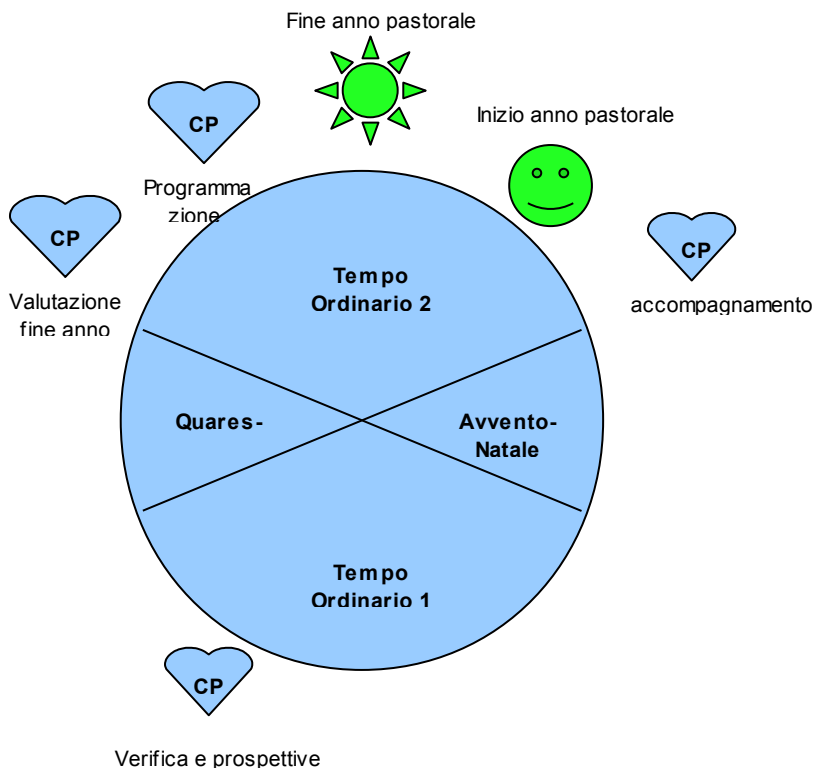 Fine anno pastorale
Inizio anno pastorale
CP
Programma
zione
CP
Valutazione
fine anno
CP
accompagnamento
Tempo
Ordinario 2
Quares-
Avvento-
Natale
Tempo
Ordinario 1
CP
Verifica e prospettive